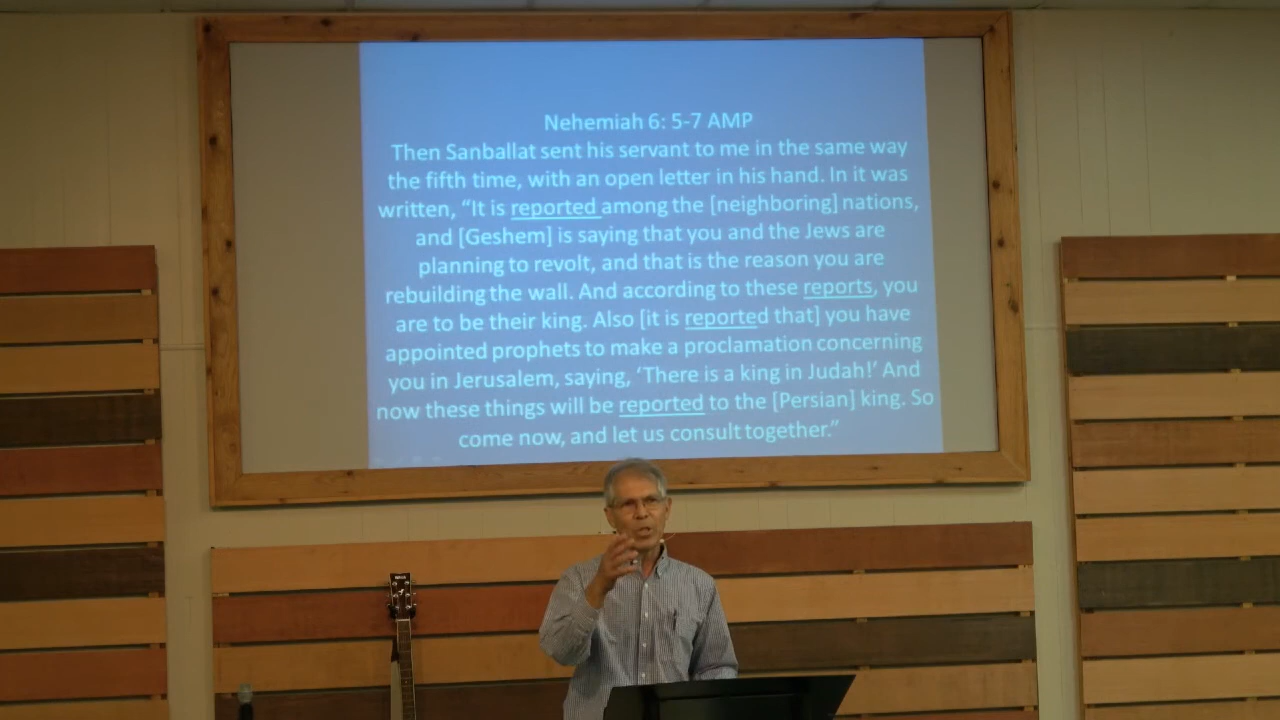 Nehemiah 6: 5-7 AMP
Then Sanballat sent his servant to me in the same way
the fifth time, with an open letter in his hand. In it was
written, “It is reported among the [neighboring] nations,
and [Geshem] is saying that you and the Jews are
planning to revolt, and that is the reason you are
rebuilding the wall. And according to these reports, you
are to be their king. Also [it is reported that] you have
appointed prophets to make a proclamation concerning
you in Jerusalem, saying, ‘There is a king in Judah!’ And
now these things will be reported to the [Persian] king. So
come now, and let us consult together.”